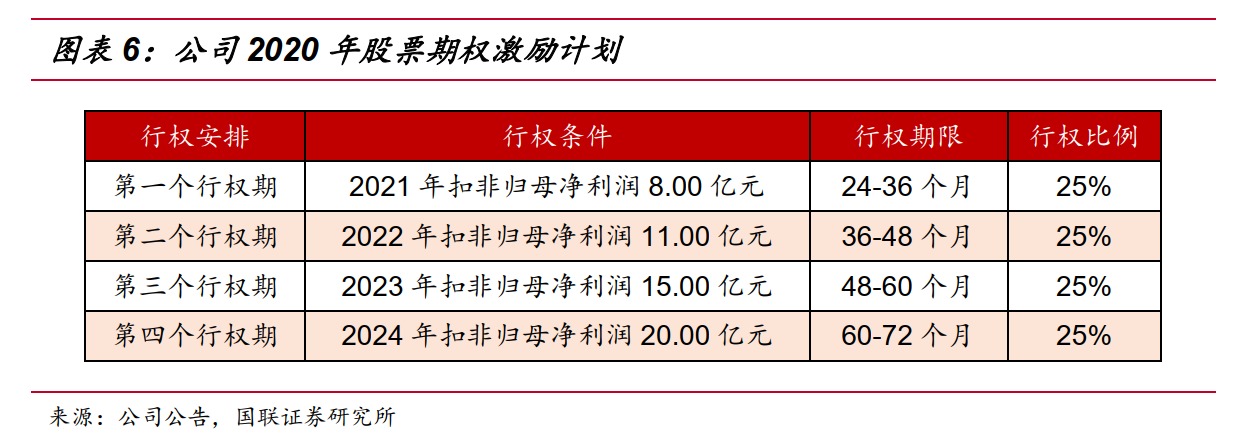 图表 6：公司 2020 年股票期权激励计划
行权安排 行权条件 行权期限 行权比例
第一个行权期 2021 年扣非归母净利润 8.00 亿元 24-36 个月 25%
第二个行权期 2022 年扣非归母净利润 11.00 亿元 36-48 个月 25%
第三个行权期 2023 年扣非归母净利润 15.00 亿元 48-60 个月 25%
第四个行权期 2024 年扣非归母净利润 20.00 亿元 60-72 个月 25%
来源：公司公告，国联证券研究所